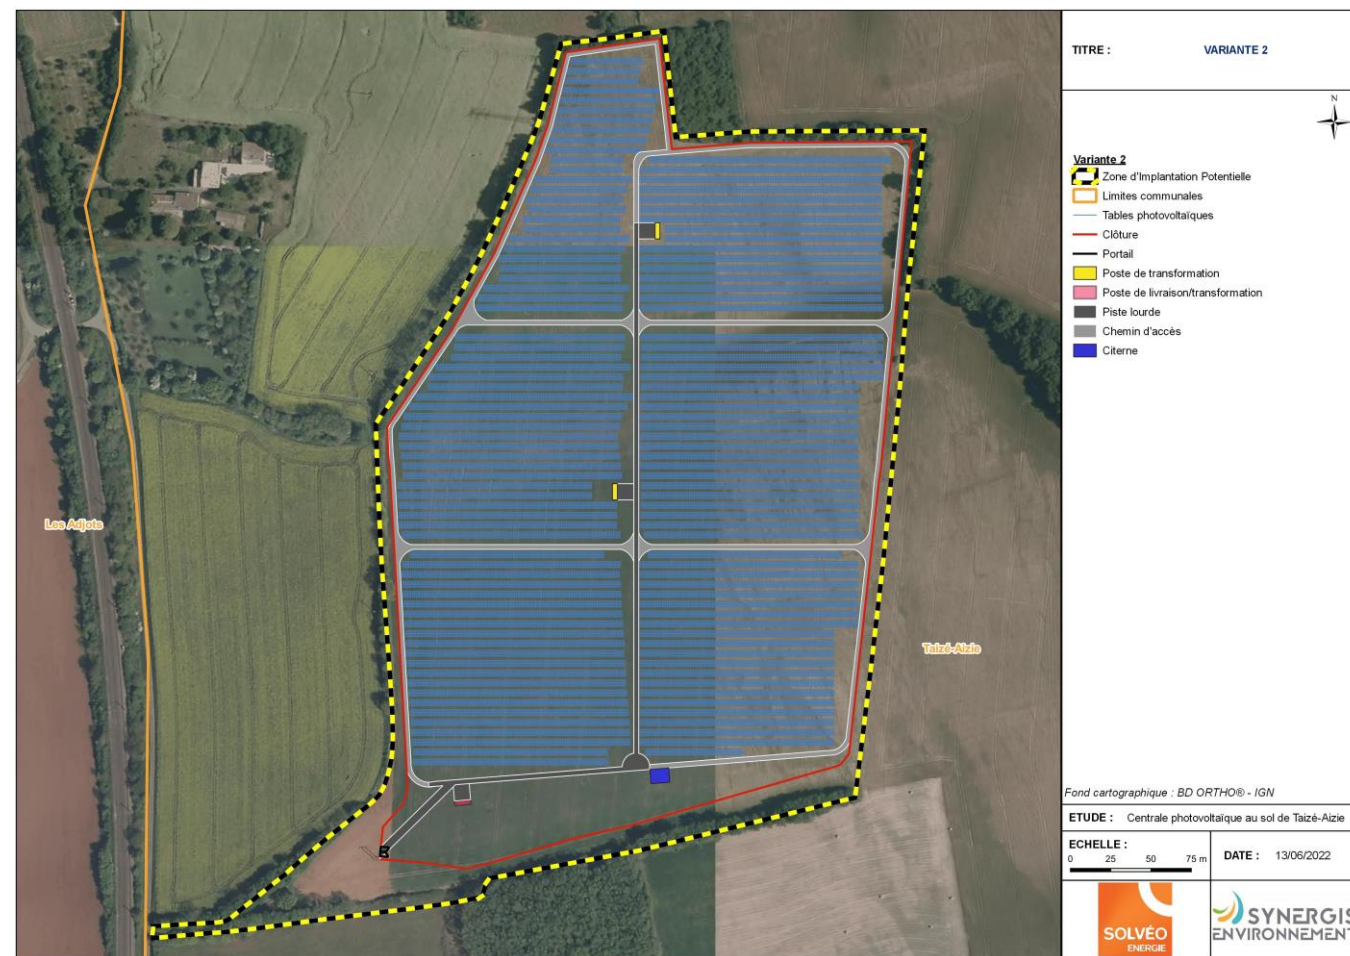 TITRE : VARIANTE 2
N
Variante 2
Zone d'Implantation Potentielle
Limites communales
Tables photovoltaïques
Clôture
Portail
Poste de transformation
Poste de livraison/transformation
Piste lourde
Chemin d'accès
Citerne
Les Adjots
Taizé-Aizie
Fond cartographique : BD ORTHO® - IGN
ETUDE : Centrale photovoltaïque au sol de Taizé-Aizie
ECHELLE :
0 25 50 75 m
DATE : 13/06/2022
SOLVÉO
ENERGIE
SYNERGIS
ENVIRONNEMENT